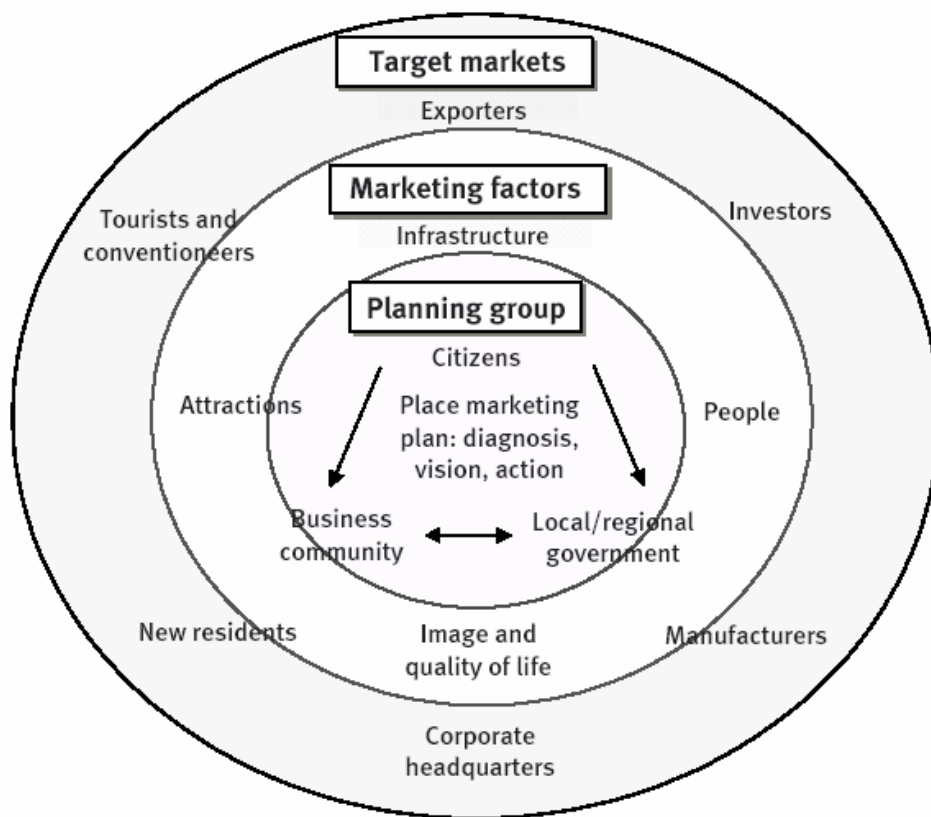 Target markets
Exporters
Marketing factors
Tourists and
conventioneers
Investors
Infrastructure
Planning group
Citizens
Attractions
Place marketing
plan: diagnosis,
vision, action
People
Business
community
Local/regional
government
New residents
Image and
quality of life
Manufacturers
Corporate
headquarters